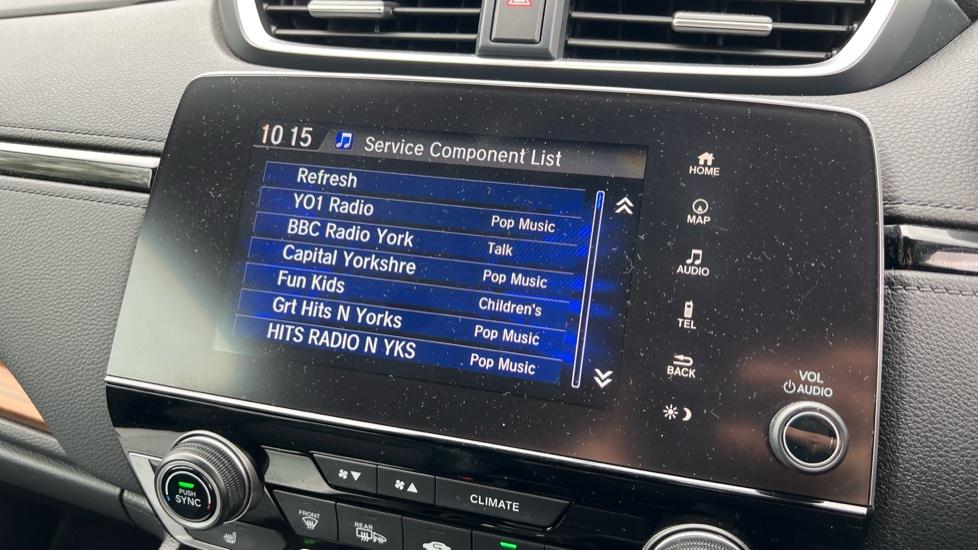 10 15 Service Component List
Refresh
YO1 Radio Pop Music
BBC Radio York Talk
Capital Yorkshire Pop Music
Fun Kids Children's
Grt Hits N Yorks Pop Music
HITS RADIO N YKS Pop Music
HOME
MAP
AUDIO
TEL
BACK
VOL
AUDIO
PUSH
SYNC
CLIMATE
FRONT
REAR